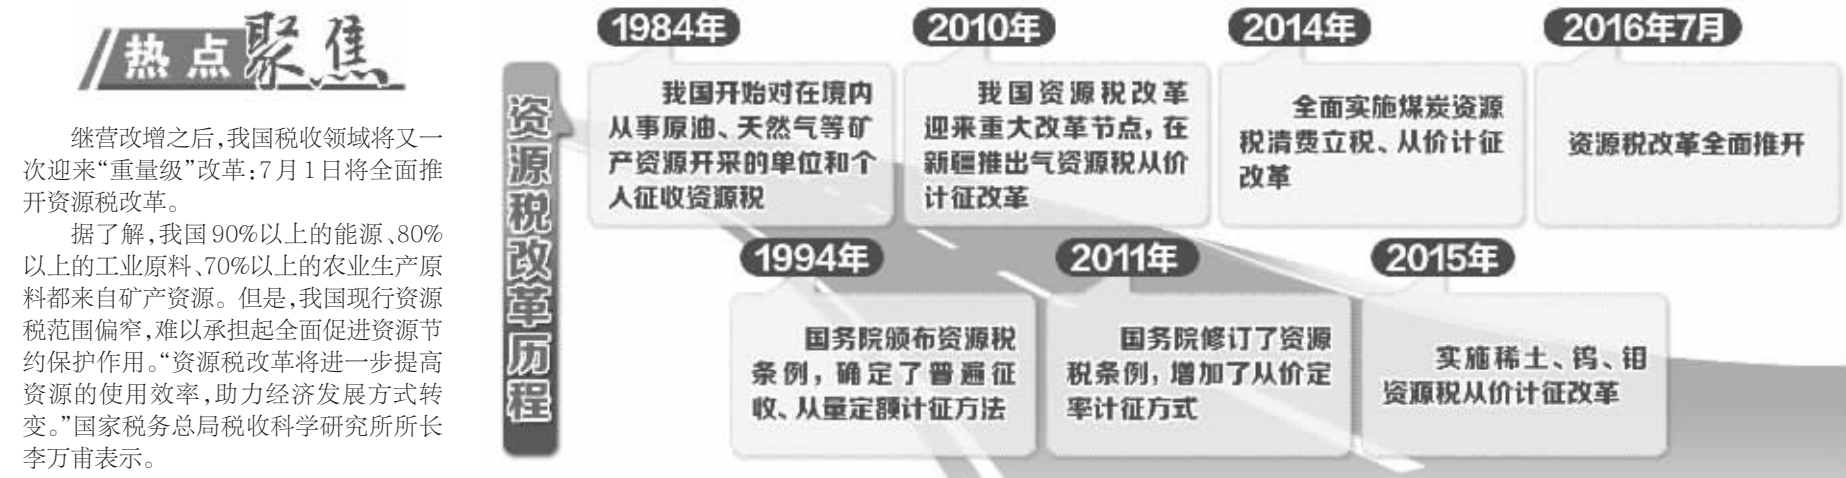 热点聚焦
继营改增之后,我国税收领域将又一
次迎来“重量级”改革:7月1日将全面推
开资源税改革。
据了解,我国90%以上的能源、80%
以上的工业原料、70%以上的农业生产原
料都来自矿产资源。但是,我国现行资源
税范围偏窄,难以承担起全面促进资源节
约保护作用。“资源税改革将进一步提高
资源的使用效率,助力经济发展方式转
变。”国家税务总局税收科学研究所所长
李万甫表示。
资源税改革历程
1984年
我国开始对在境内
从事原油、天然气等矿
产资源开采的单位和个
人征收资源税
1994年
国务院颁布资源税
条例，确定了普遍征
收、从量定额计征方法
2010年
我国资源税改革
迎来重大改革节点，在
新疆推出气资源税从价
计征改革
2011年
国务院修订了资源
税条例，增加了从价定
率计征方式
2014年
全面实施煤炭资源
税清费立税、从价计征
改革
2015年
实施稀土、钨、钼
资源税从价计征改革
2016年7月
资源税改革全面推开